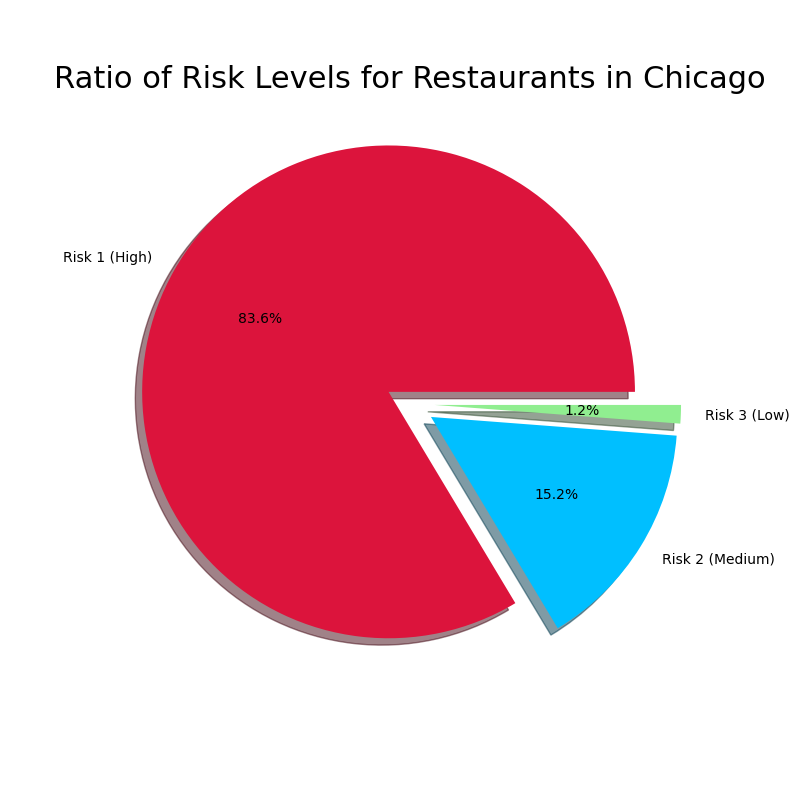 Ratio of Risk Levels for Restaurants in Chicago
Risk 1 (High)
83.6%
1.2%
Risk 3 (Low)
15.2%
Risk 2 (Medium)